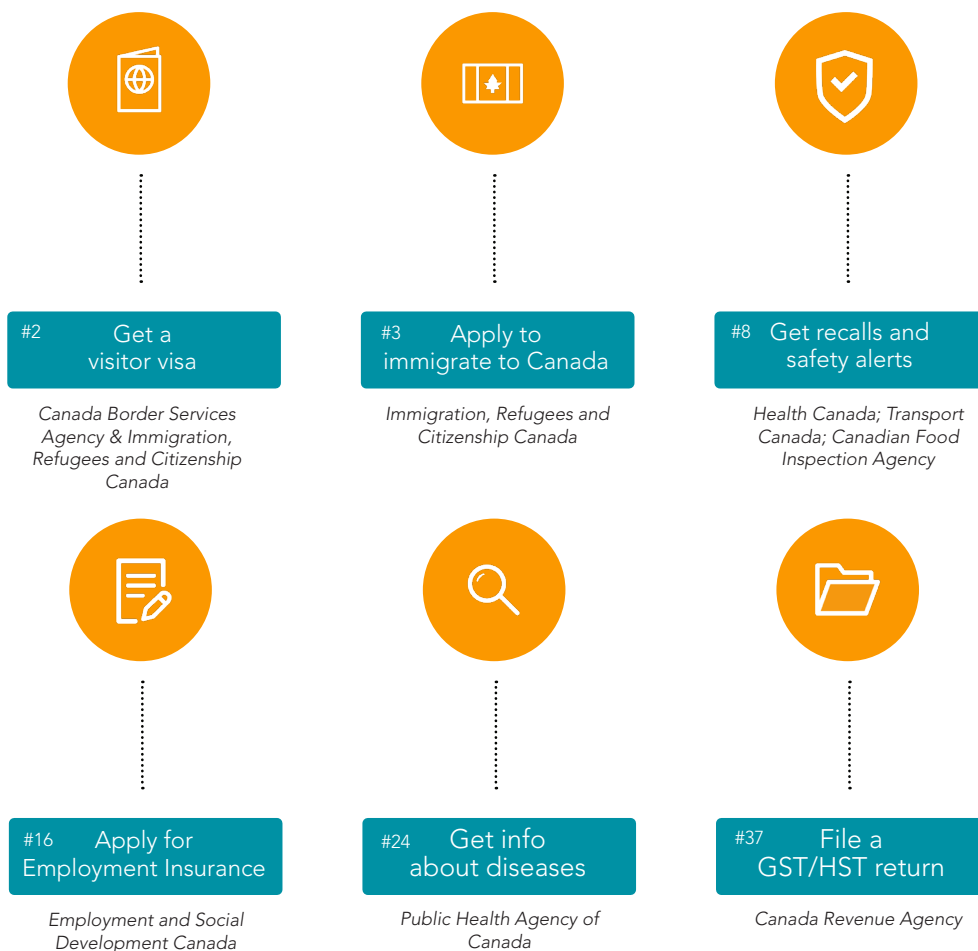 #2 Get a
visitor visa
Canada Border Services
Agency & Immigration,
Refugees and Citizenship
Canada
#3 Apply to
immigrate to Canada
Immigration, Refugees and
Citizenship Canada
#8 Get recalls and
safety alerts
Health Canada; Transport
Canada; Canadian Food
Inspection Agency
#16 Apply for
Employment Insurance
Employment and Social
Development Canada
#24 Get info
about diseases
Public Health Agency of
Canada
#37 File a
GST/HST return
Canada Revenue Agency